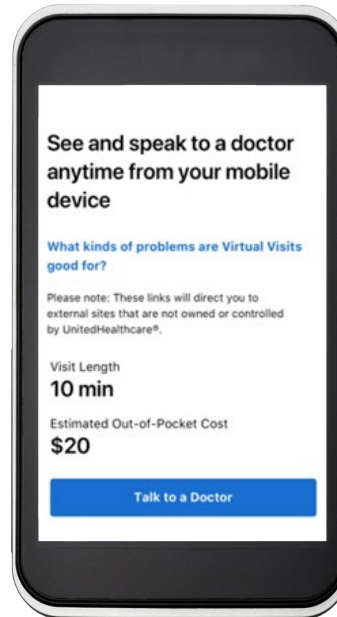 See and speak to a doctor
anytime from your mobile
device
What kinds of problems are Virtual Visits
good for?
Please note: These links will direct you to
external sites that are not owned or controlled
by UnitedHealthcare®.
Visit Length
10 min
Estimated Out-of-Pocket Cost
$20
Talk to a Doctor